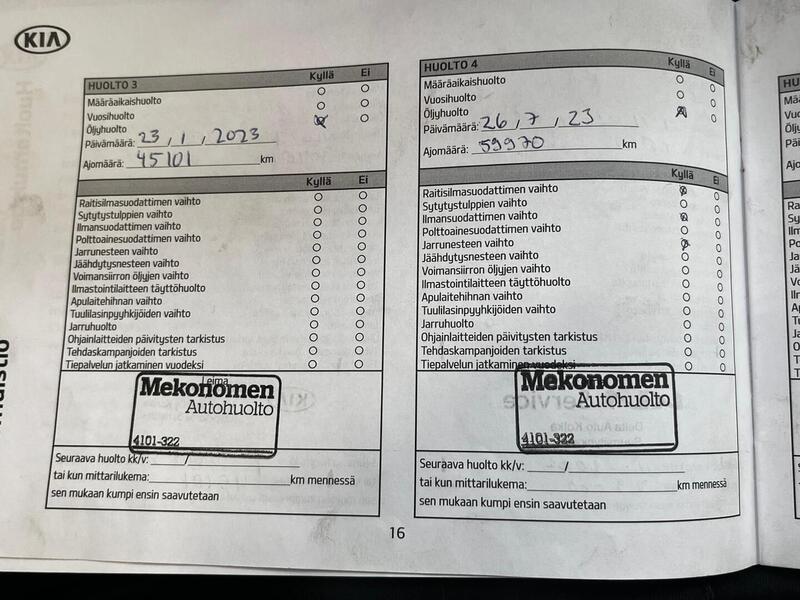 KIA
HUOLTO 3 Kyllä Ei
Määräaikaishuolto
Vuosihuolto
Öljyhuolto
Päivämäärä: 23, 1, 2023
Ajomäärä: 45101 km
Kyllä Ei
Raitisilmasuodattimen vaihto
Sytytystulppien vaihto
Ilmansuodattimen vaihto
Polttoainesuodattimen vaihto
Jarrunesteen vaihto
Jäähdytysnesteen vaihto
Voimansiirron öljyjen vaihto
Ilmastointilaitteen täyttöhuolto
Apulaitehihnan vaihto
Tuulilasinpyyhkijöiden vaihto
Jarruhuolto
Ohjainlaitteiden päivitysten tarkistus
Tehdaskampanjoiden tarkistus
Tiepalvelun jatkaminen vuodeksi
Leima
Mekonomen
Autohuolto
4101-322
Seuraava huolto kk/v: /
tai kun mittarilukema: km mennessä
sen mukaan kumpi ensin saavutetaan
HUOLTO 4 Kyllä Ei
Määräaikaishuolto
Vuosihuolto
Öljyhuolto
Päivämäärä: 26, 7, 23
Ajomäärä: 59970 km
Kyllä Ei
Raitisilmasuodattimen vaihto
Sytytystulppien vaihto
Ilmansuodattimen vaihto
Polttoainesuodattimen vaihto
Jarrunesteen vaihto
Jäähdytysnesteen vaihto
Voimansiirron öljyjen vaihto
Ilmastointilaitteen täyttöhuolto
Apulaitehihnan vaihto
Tuulilasinpyyhkijöiden vaihto
Jarruhuolto
Ohjainlaitteiden päivitysten tarkistus
Tehdaskampanjoiden tarkistus
Tiepalvelun jatkaminen vuodeksi
Mekonomen
Autohuolto
4101-322
Seuraava huolto kk/v: /
tai kun mittarilukema: km mennessä
sen mukaan kumpi ensin saavutetaan
16